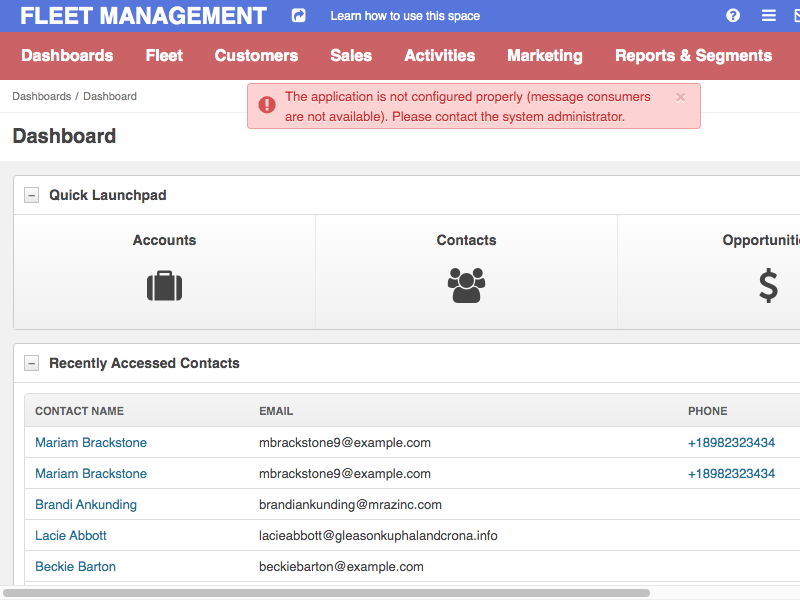 FLEET MANAGEMENT Learn how to use this space
Dashboards Fleet Customers Sales Activities Marketing Reports & Segments
Dashboards / Dashboard
The application is not configured properly (message consumers
are not available). Please contact the system administrator.
Dashboard
Quick Launchpad
Accounts Contacts Opportuniti
Recently Accessed Contacts
CONTACT NAME EMAIL PHONE
Mariam Brackstone mbrackstone9@example.com +18982323434
Mariam Brackstone mbrackstone9@example.com +18982323434
Brandi Ankunding brandiankunding@mrazinc.com
Lacie Abbott lacieabbott@gleasonkuphalandcrona.info
Beckie Barton beckiebarton@example.com